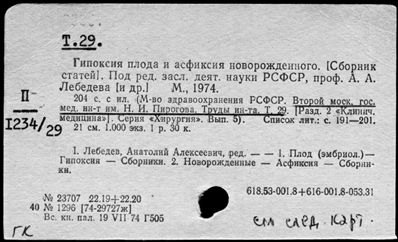 Т.29.
Гипоксия плода и асфиксия новорожденного. [Сборник
статей]. Под ред. засл. деят. науки РСФСР, проф. А. А.
Лебедева [и др.] М., 1974.
II
1234/29
204 с. с ил. (М-во здравоохранения РСФСР. Второй моск. гос.
мед. ин-т им. Н. И. Пирогова. Труды ин-та. Т. 29. [Разд. 2 «Клинич.
медицина»]. Серия «Хирургия». Вып. 5). Список лит.: с. 191—201.
21 см. 1.000 экз. 1 р. 30 к.
1. Лебедев, Анатолий Алексеевич, ред. — — 1. Плод (эмбриол.)—
Гипоксия — Сборники. 2. Новорожденные — Асфиксия — Сборни-
ки.
618.53-001.8+616-001.8-053.31
№ 23707 22.19+22.20
40 № 1296 [74-29727ж]
Вс. кн. пал. 19 VII 74 Г505
ГК
см след. карт.